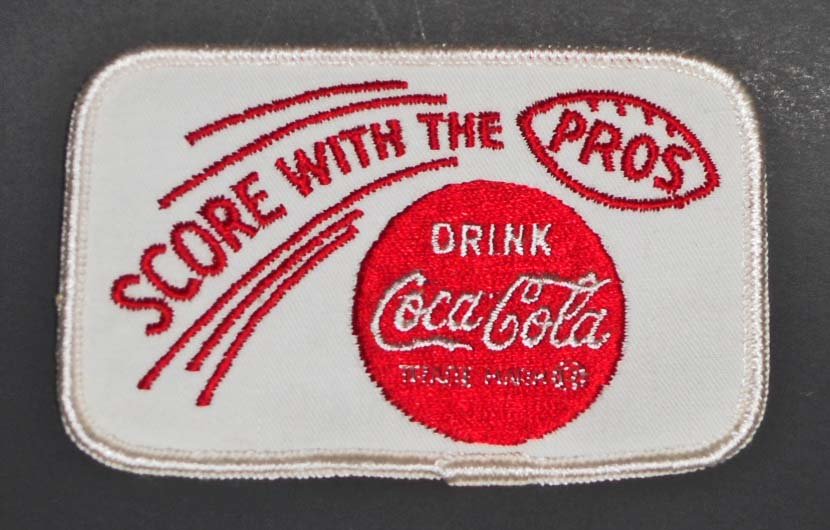 SCORE WITH THE PROS
DRINK
Coca-Cola
TRADE MARK ®